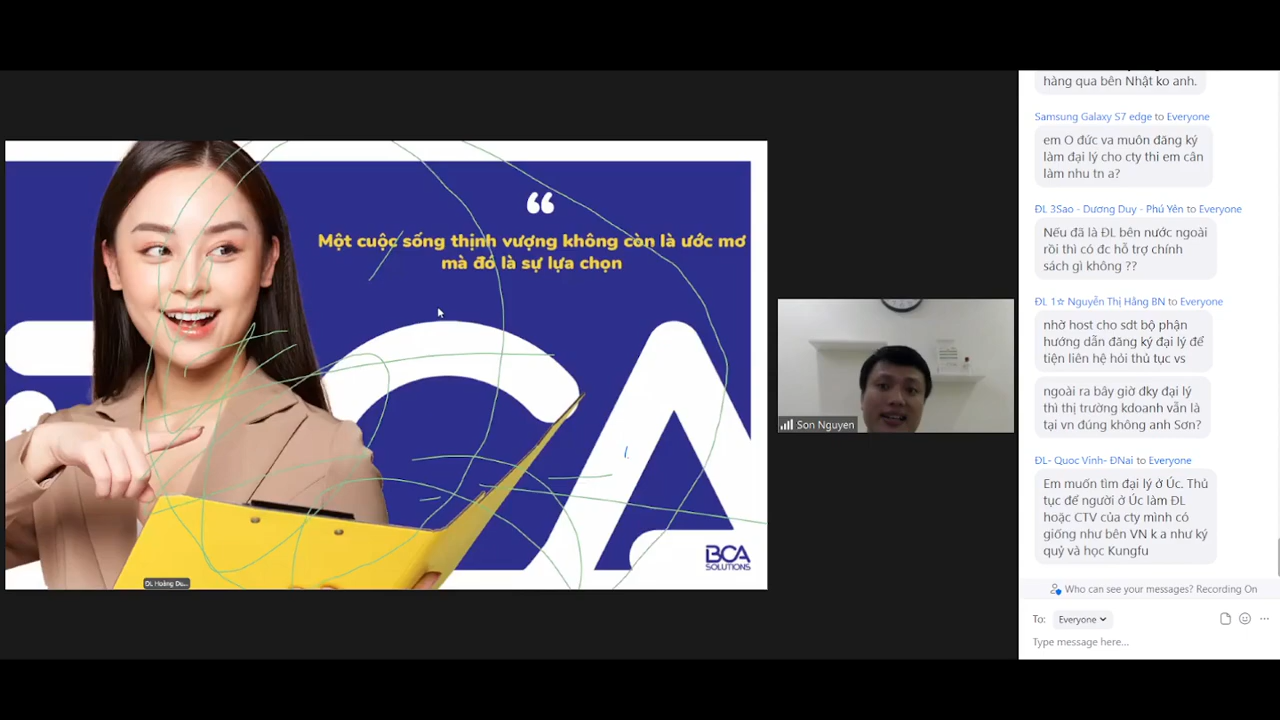 “
Một cuộc sống thịnh vượng không còn là ước mơ
mà đó là sự lựa chọn
BCA
SOLUTIONS
ĐL Hoàng Du...
Son Nguyen
hàng qua bên Nhật ko anh.
Samsung Galaxy S7 edge to Everyone
em O đức va muôn đăng ký
làm đại lý cho cty thi em cân
làm nhu tn a?
ĐL 3Sao - Dương Duy - Phú Yên to Everyone
Nếu đã là ĐL bên nước ngoài
rồi thì có đc hỗ trợ chính
sách gì không ??
ĐL 1☆ Nguyễn Thị Hằng BN to Everyone
nhờ host cho sdt bộ phận
hướng dẫn đăng ký đại lý để
tiện liên hệ hỏi thủ tục vs
ngoài ra bây giờ đky đại lý
thì thị trường kdoanh vẫn là
tại vn đúng không anh Sơn?
ĐL- Quoc Vinh- ĐNai to Everyone
Em muốn tìm đại lý ở Úc. Thủ
tục để người ở Úc làm ĐL
hoặc CTV của cty mình có
giống như bên VN k a như ký
quỹ và học Kungfu
Who can see your messages? Recording On
To: Everyone
Type message here...